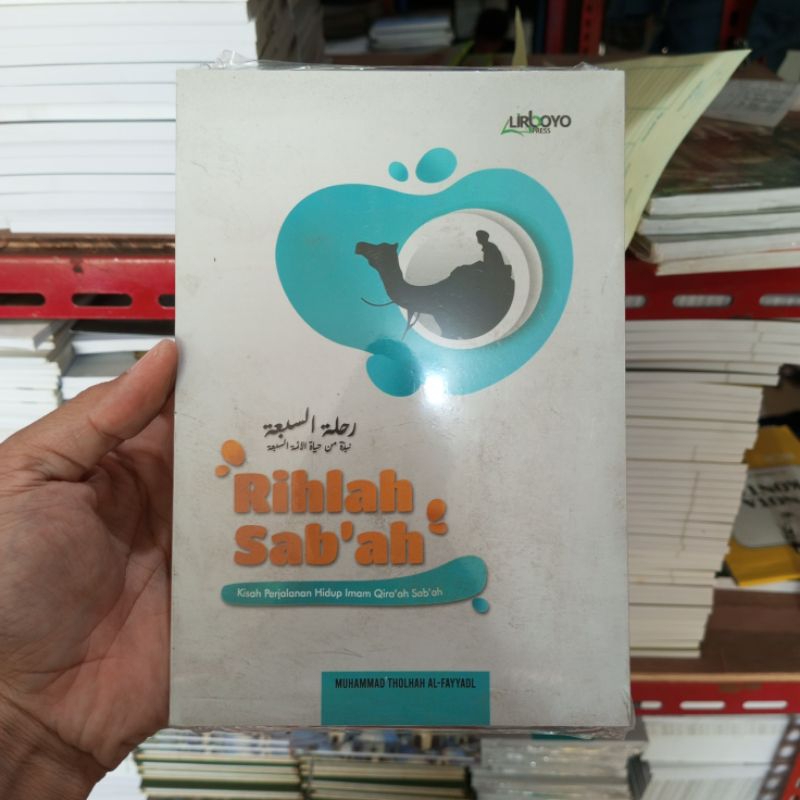 LIRBOYO
PRESS
رحلة السبعة
نبذة من حياة الأئمة السبعة
Rihlah
Sab'ah
Kisah Perjalanan Hidup Imam Qira'ah Sab'ah
MUHAMMAD THOLHAH AL-FAYYADL